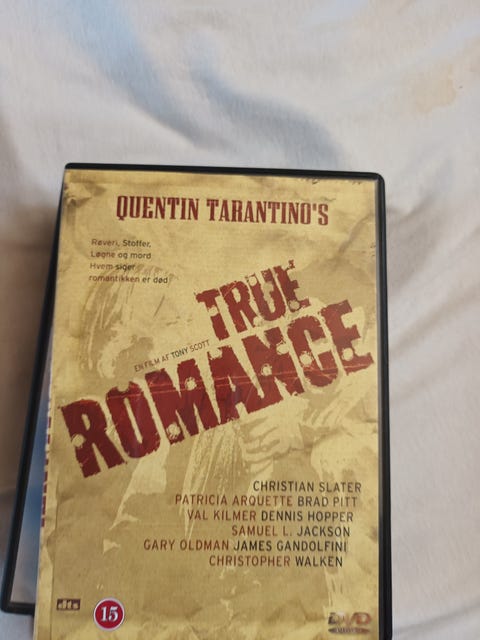 QUENTIN TARANTINO'S
Røveri, Stoffer,
Løgne og mord
Hvem siger
romantikken er død
TRUE
EN FILM AF TONY SCOTT
ROMANCE
CHRISTIAN SLATER
PATRICIA ARQUETTE BRAD PITT
VAL KILMER DENNIS HOPPER
SAMUEL L. JACKSON
GARY OLDMAN JAMES GANDOLFINI
CHRISTOPHER WALKEN
dts
15
DVD